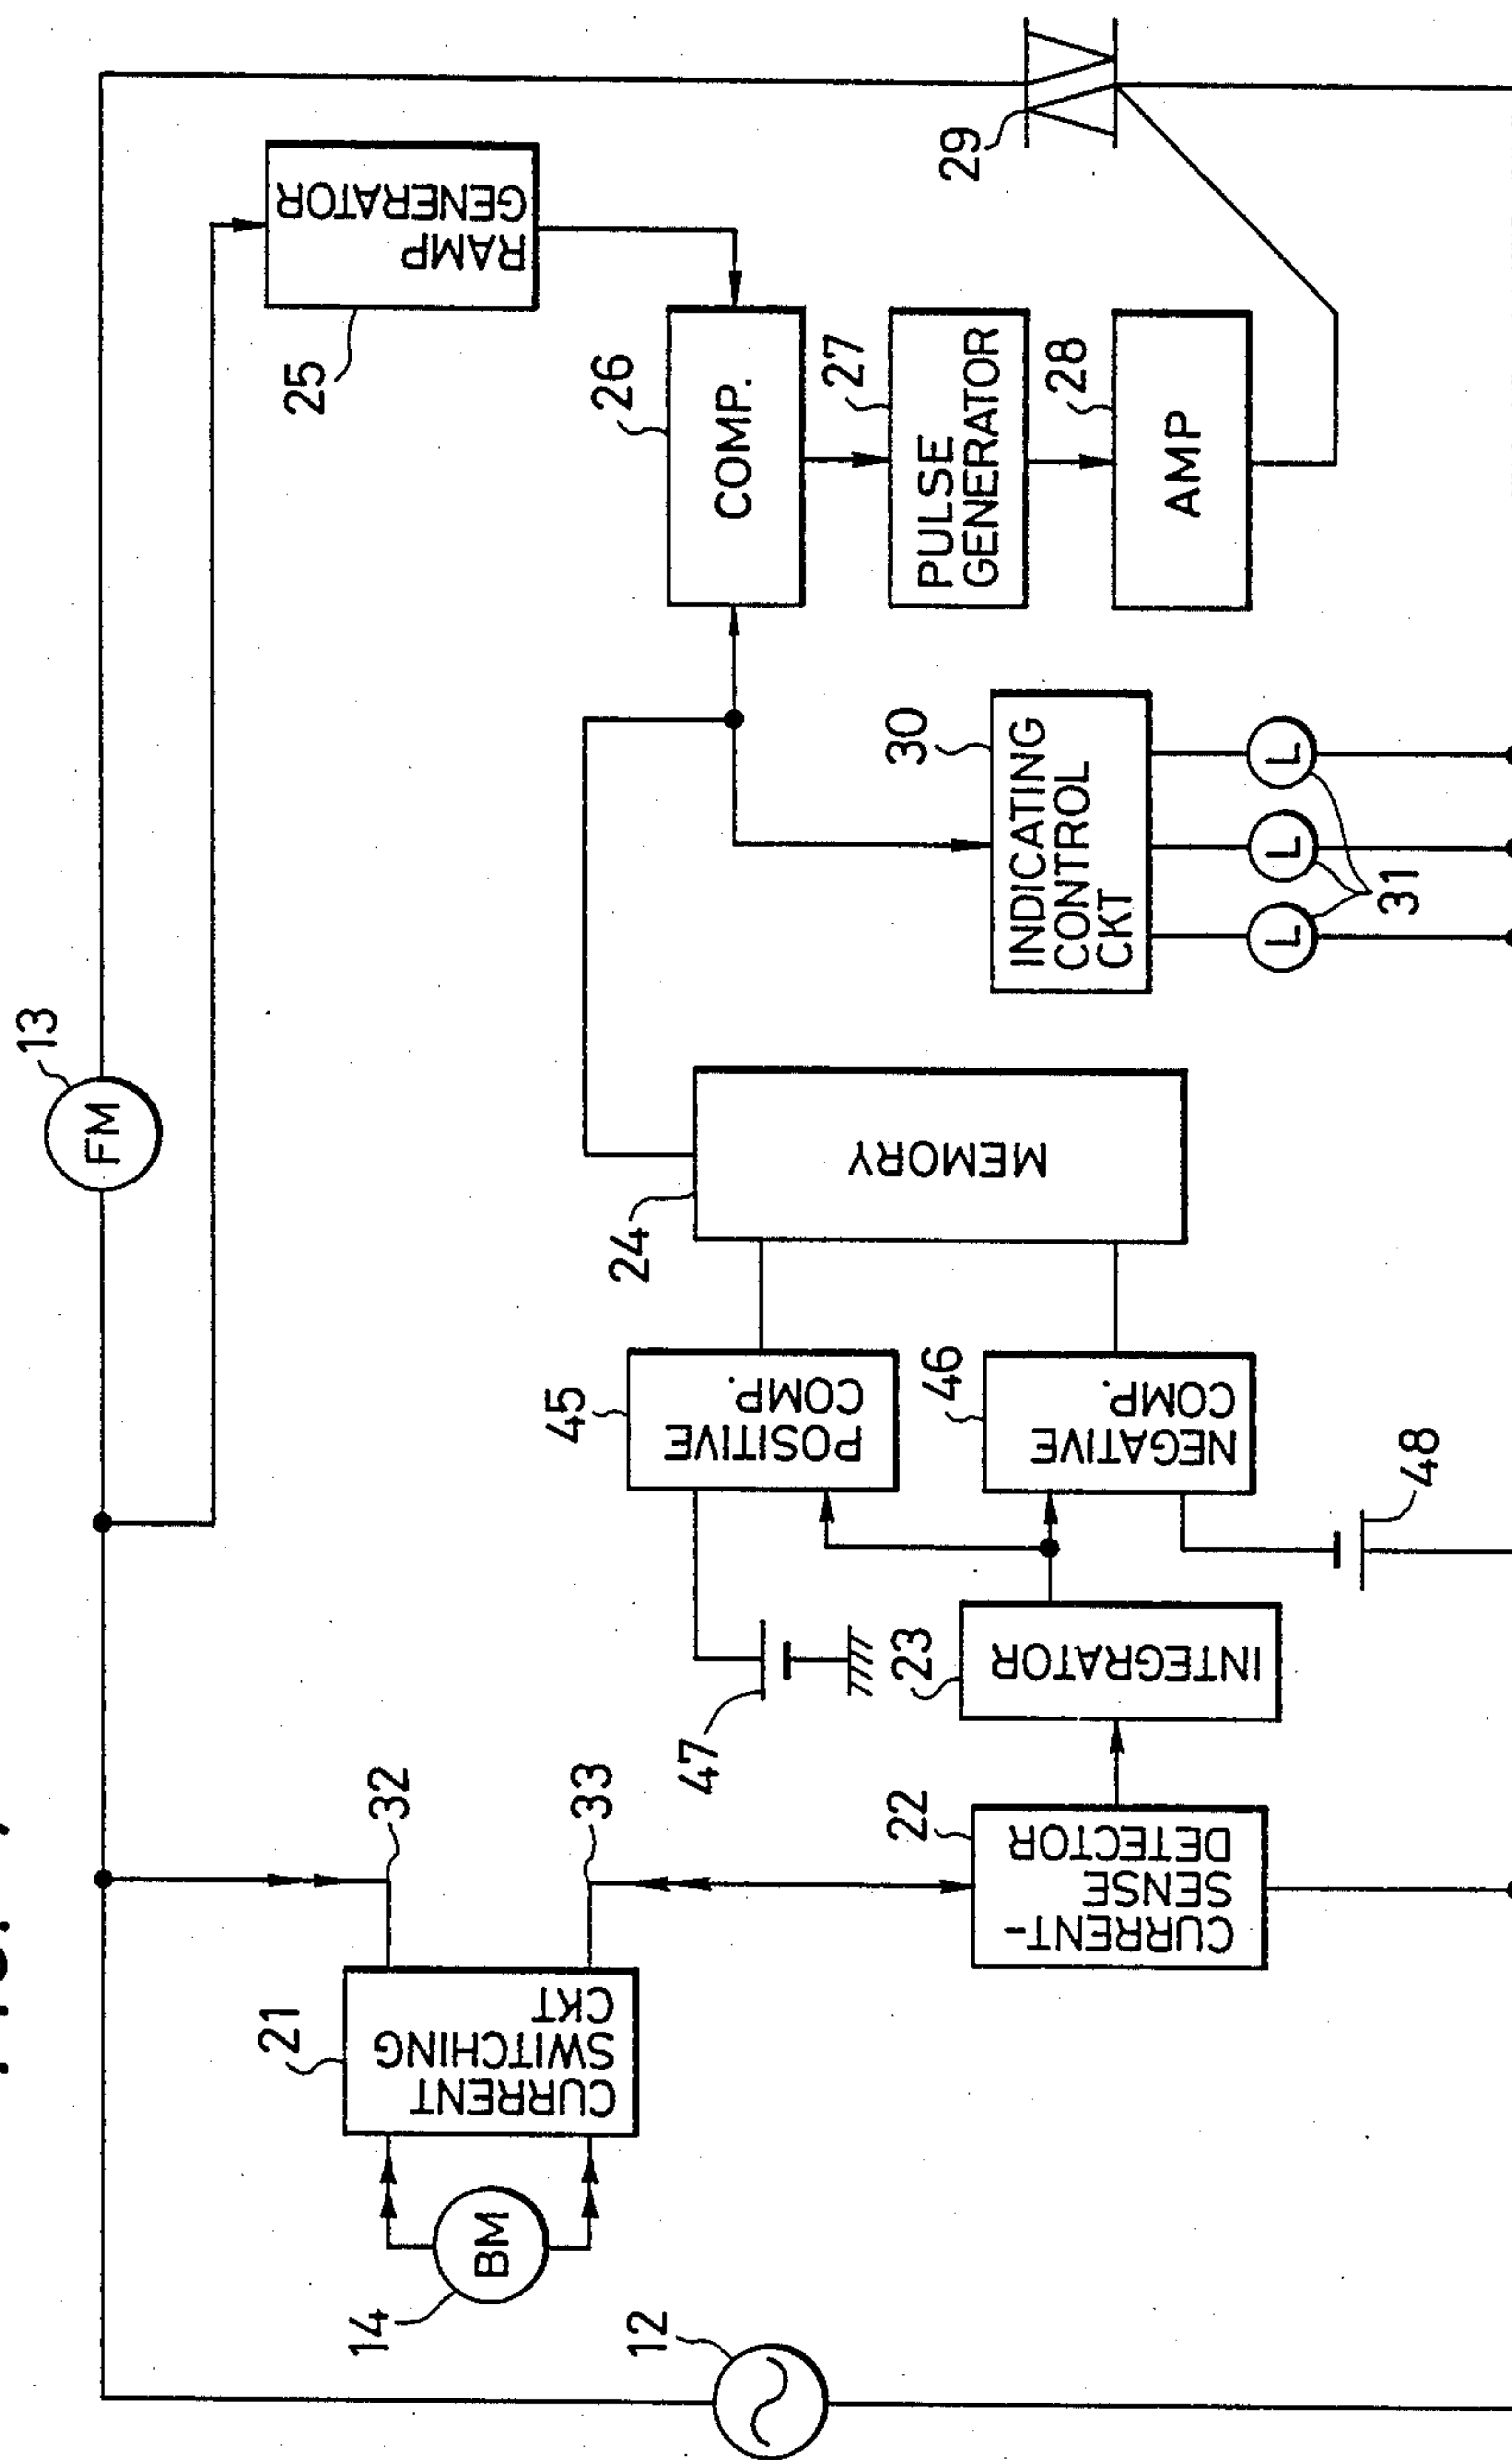 13
FM
25
RAMP
GENERATOR
29
26
COMP.
27
PULSE
GENERATOR
28
AMP
30
INDICATING
CONTROL
CKT
L
L
L
31
24
MEMORY
45
POSITIVE
COMP.
46
NEGATIVE
COMP.
47
48
23
INTEGRATOR
32
33
22
CURRENT-
SENSE
DETECTOR
21
CURRENT
SWITCHING
CKT
14
BM
12